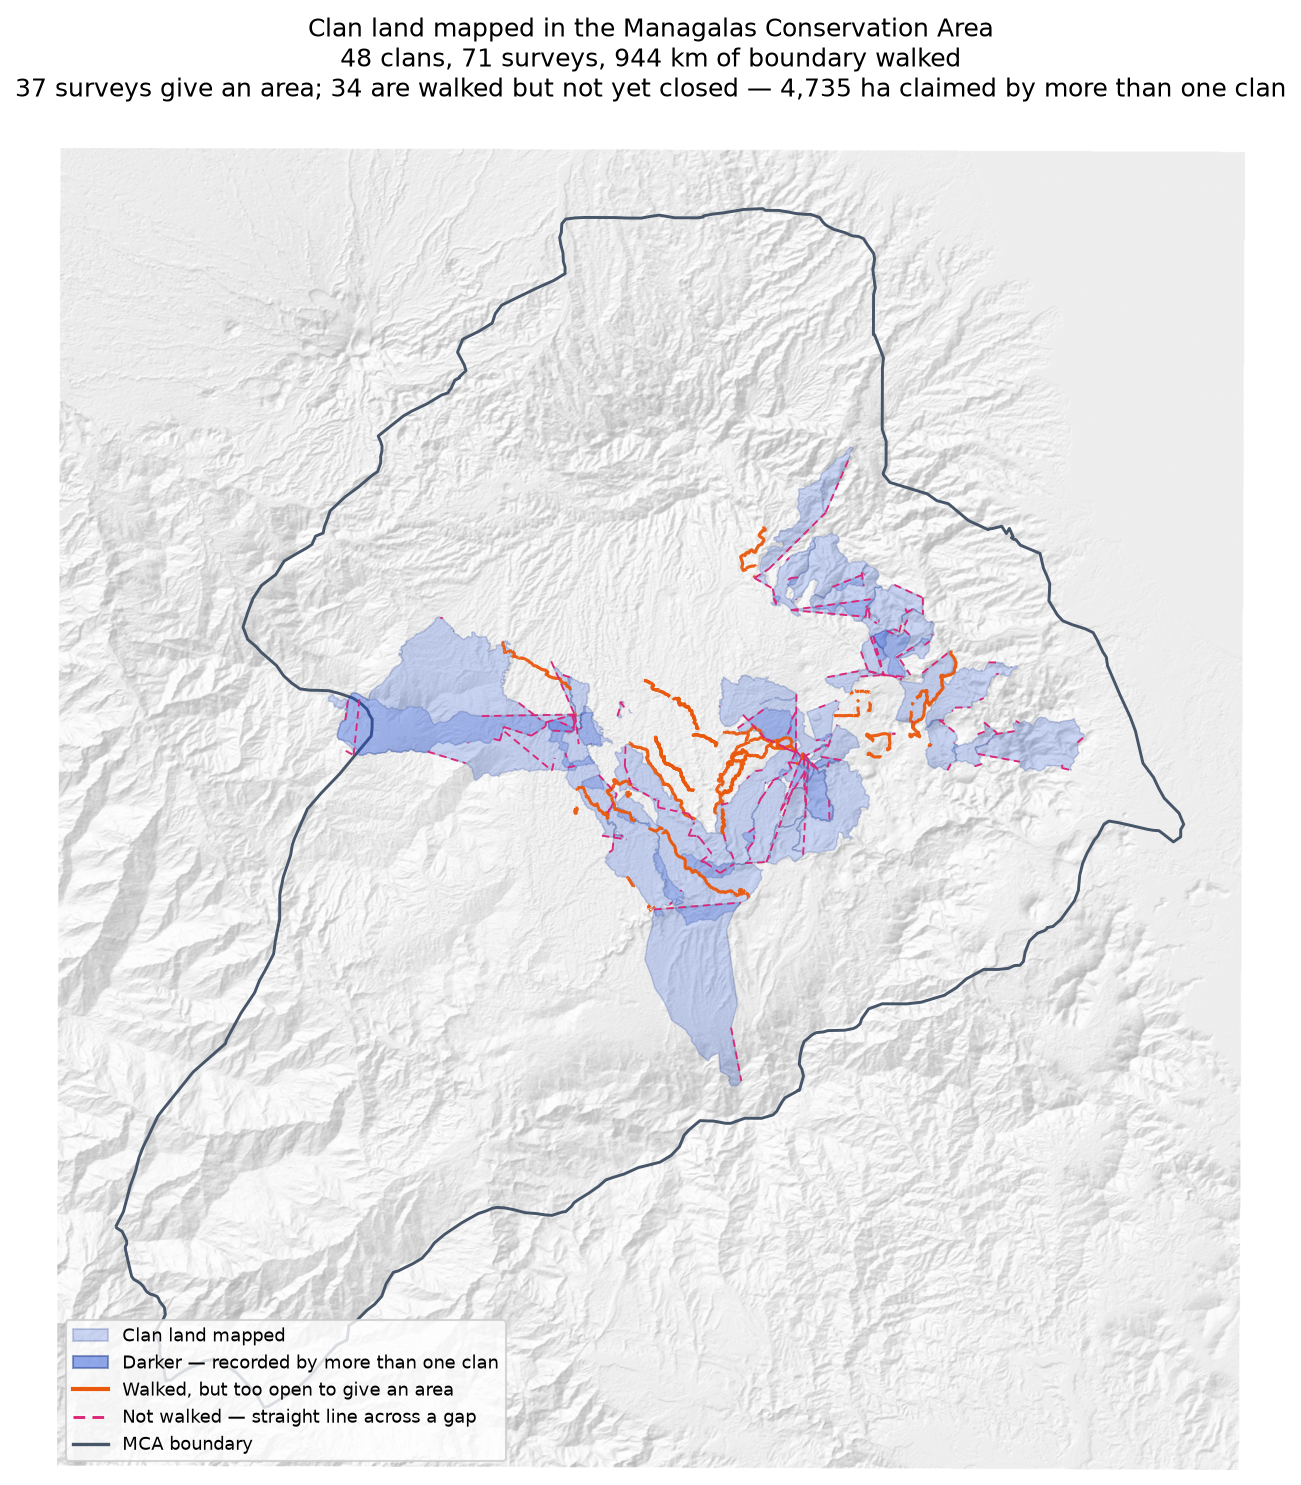 Clan land mapped in the Managalas Conservation Area
48 clans, 71 surveys, 944 km of boundary walked
37 surveys give an area; 34 are walked but not yet closed — 4,735 ha claimed by more than one clan
Clan land mapped
Darker — recorded by more than one clan
Walked, but too open to give an area
Not walked — straight line across a gap
MCA boundary